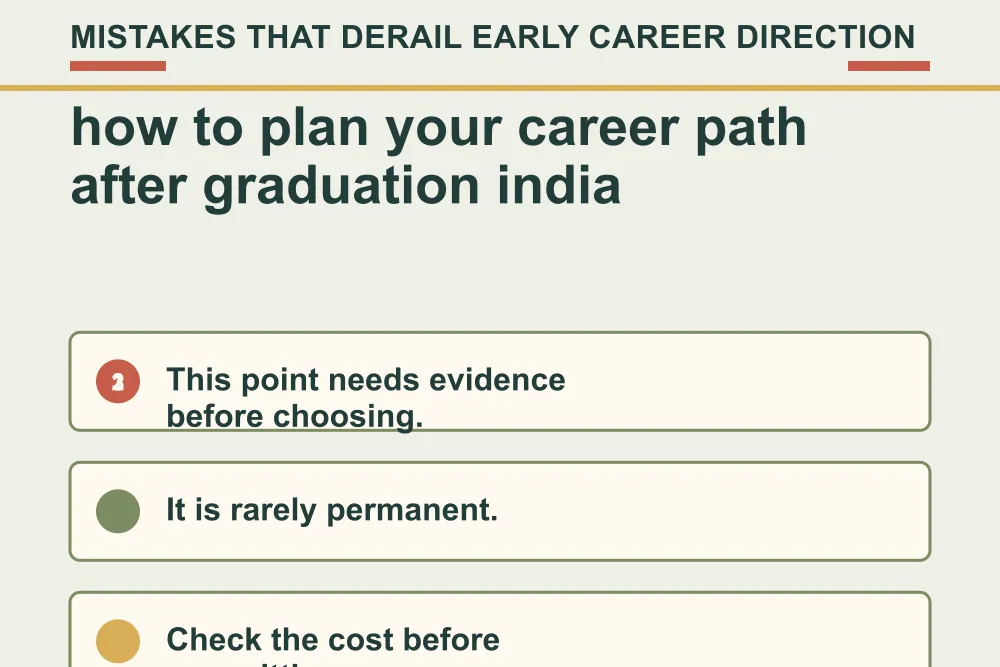 MISTAKES THAT DERAIL EARLY CAREER DIRECTION
how to plan your career path
after graduation india
This point needs evidence
before choosing.
It is rarely permanent.
Check the cost before